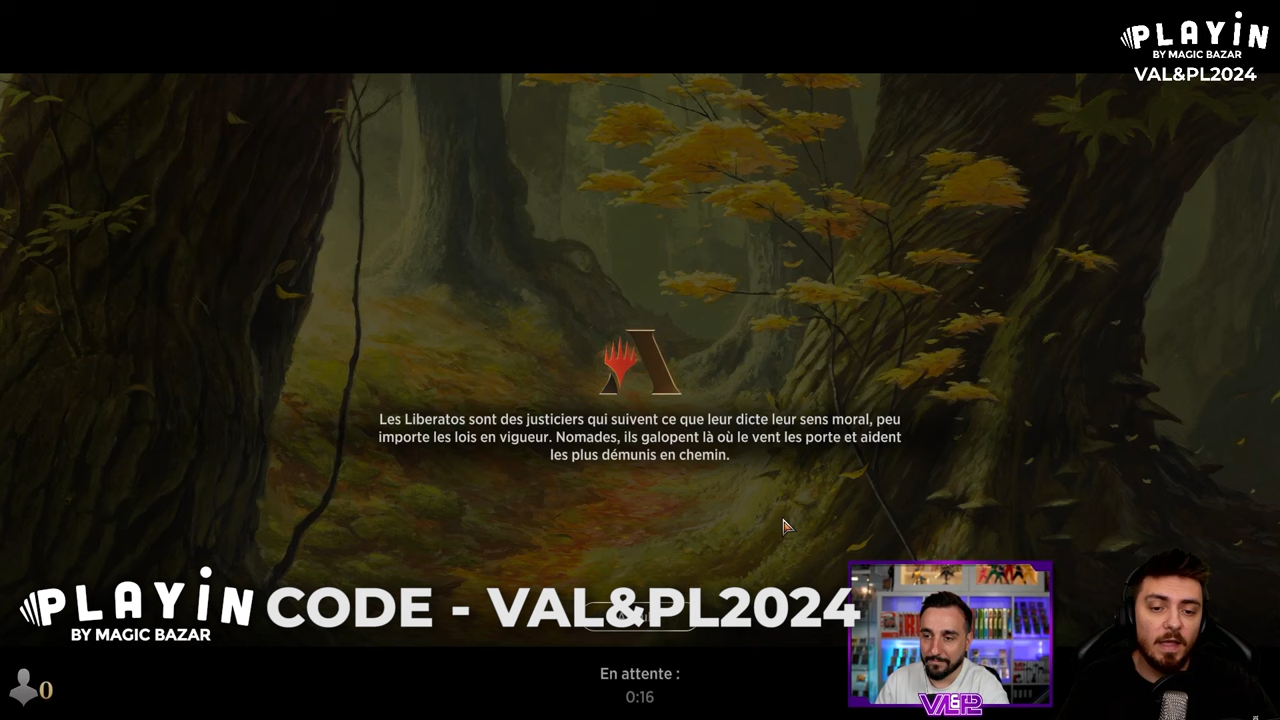 PLAYIN
BY MAGIC BAZAR
VAL&PL2024
Les Liberatos sont des justiciers qui suivent ce que leur dicte leur sens moral, peu
importe les lois en vigueur. Nomades, ils galopent là où le vent les porte et aident
les plus démunis en chemin.
PLAYIN CODE - VAL&PL2024
BY MAGIC BAZAR
En attente :
0:16
0
VAL&PL